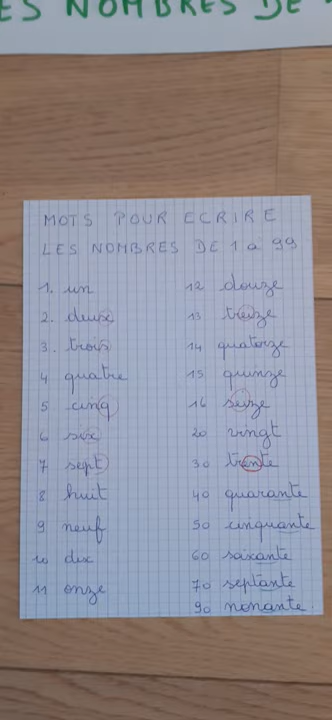 ES NOMBRES DE
MOTS POUR ECRIRE
LES NOMBRES DE 1 à 99
1. un
2. deux
3. trois
4 quatre
5 cinq
6 six
7 sept
8 huit
9 neuf
10 dix
11 onze
12 douze
13 treize
14 quatorze
15 quinze
16 seize
20 vingt
30 trente
40 quarante
50 cinquante
60 soixante
70 septante
90 nonante.